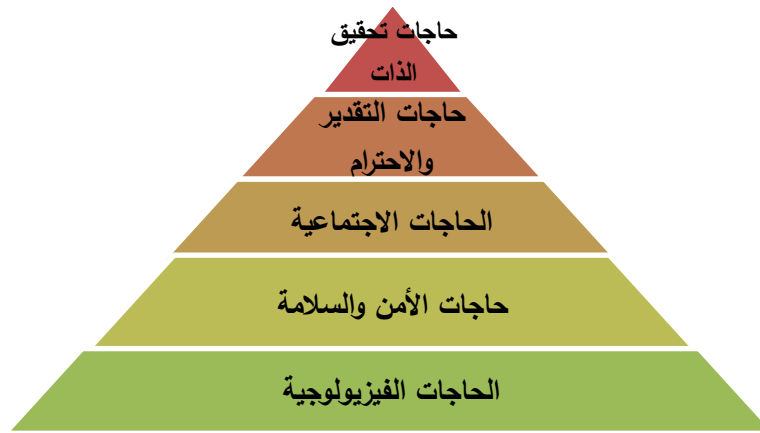 حاجات تحقيق
الذات
حاجات التقدير
والاحترام
الحاجات الاجتماعية
حاجات الأمن والسلامة
الحاجات الفيزيولوجية